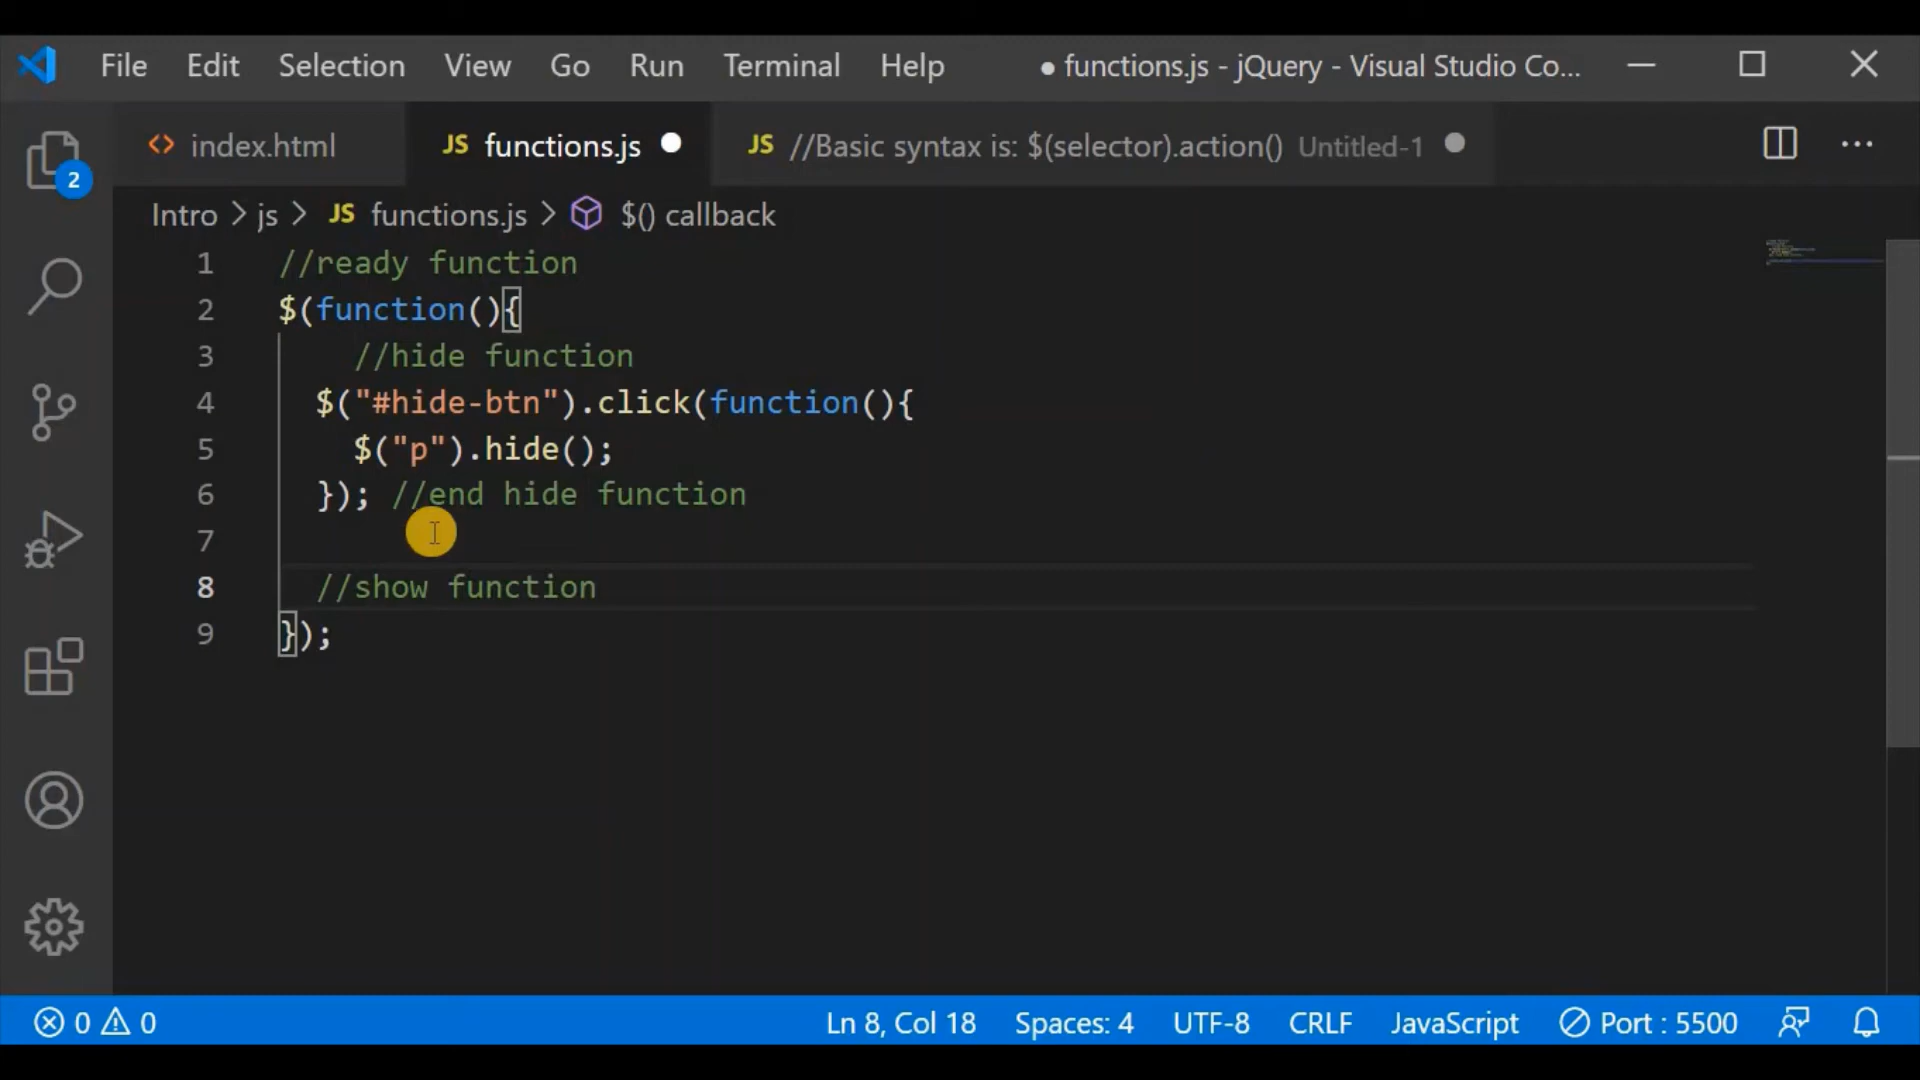 File Edit Selection View Go Run Terminal Help ● functions.js - jQuery - Visual Studio Co...
index.html JS functions.js JS //Basic syntax is: $(selector).action() Untitled-1
2
Intro > js > JS functions.js > $() callback
1 //ready function
2 $(function(){
3 //hide function
4 $("#hide-btn").click(function(){
5 $("p").hide();
6 }); //end hide function
7
8 //show function
9 });
0 0 Ln 8, Col 18 Spaces: 4 UTF-8 CRLF JavaScript Port : 5500